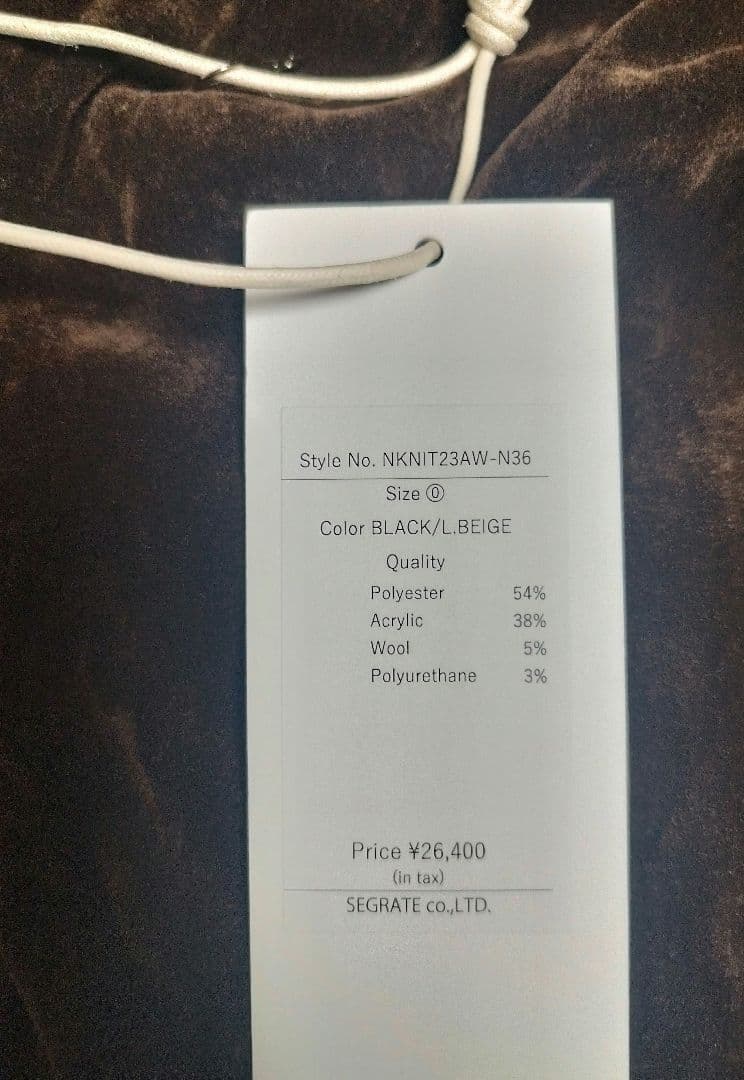 Style No. NKNIT23AW-N36
Size ⓪
Color BLACK/L.BEIGE
Quality
Polyester 54%
Acrylic 38%
Wool 5%
Polyurethane 3%
Price ¥26,400
(in tax)
SEGRATE co.,LTD.